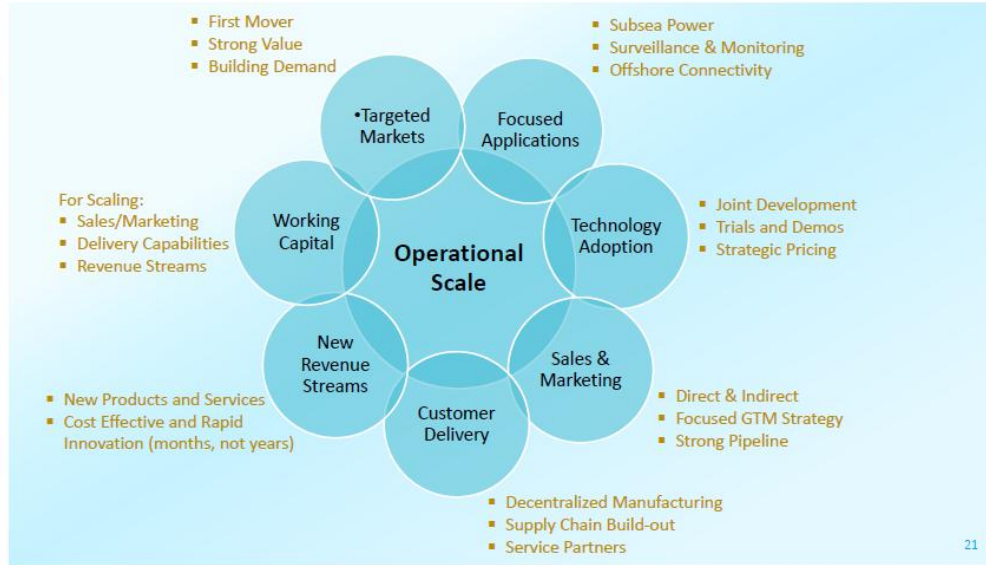 ▪ First Mover
▪ Strong Value
▪ Building Demand
▪ Subsea Power
▪ Surveillance & Monitoring
▪ Offshore Connectivity
•Targeted
Markets
Focused
Applications
For Scaling:
▪ Sales/Marketing
▪ Delivery Capabilities
▪ Revenue Streams
Working
Capital
Technology
Adoption
▪ Joint Development
▪ Trials and Demos
▪ Strategic Pricing
Operational
Scale
New
Revenue
Streams
Sales &
Marketing
▪ New Products and Services
▪ Cost Effective and Rapid
Innovation (months, not years)
Customer
Delivery
▪ Direct & Indirect
▪ Focused GTM Strategy
▪ Strong Pipeline
▪ Decentralized Manufacturing
▪ Supply Chain Build-out
▪ Service Partners
21